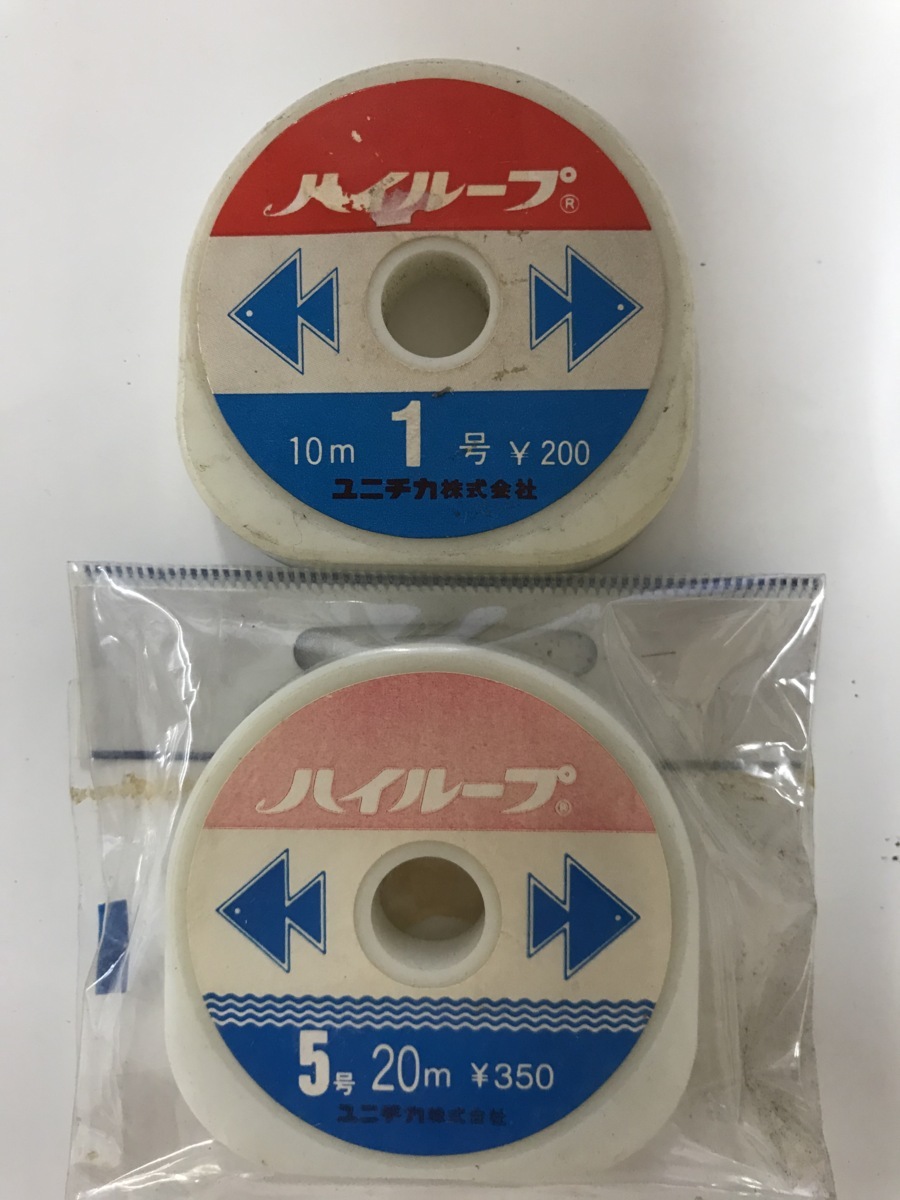 ハイループ®
10m 1号 ¥200
ユニチカ株式会社
ハイループ®
5号 20m ¥350
ユニチカ株式会社